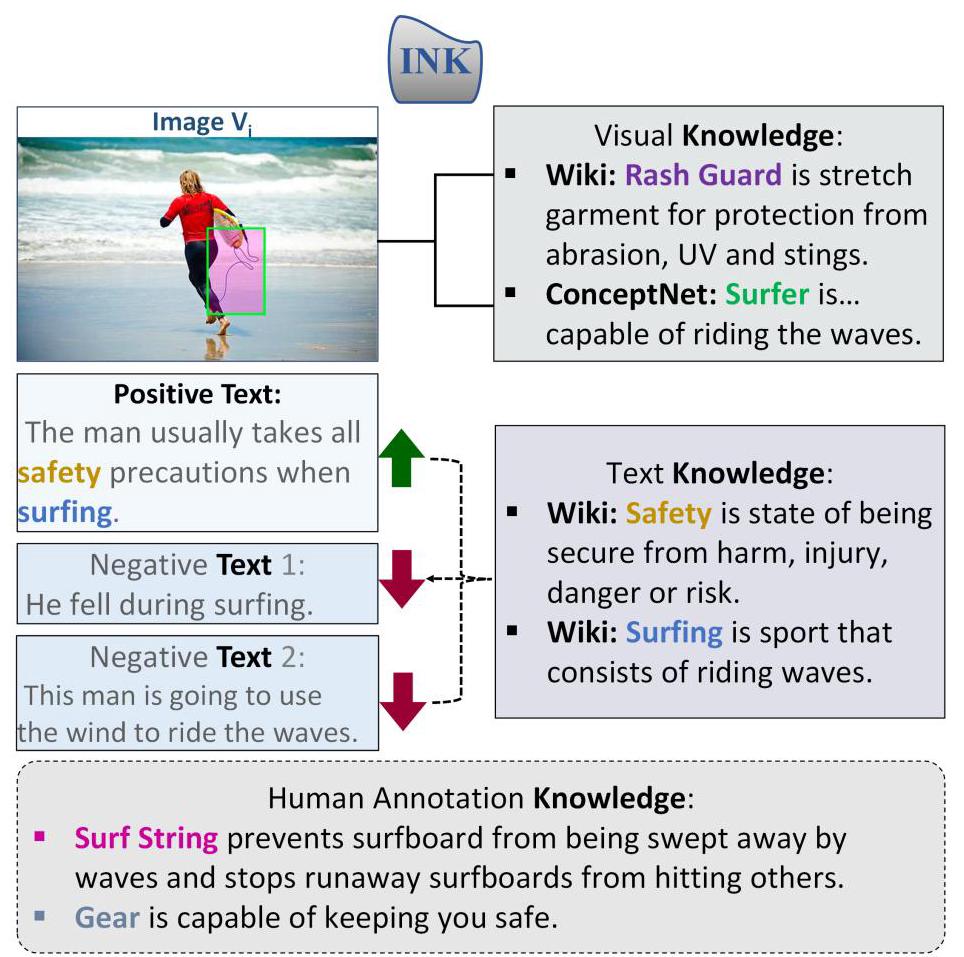 INK
Image Vi
Visual Knowledge:
▪ Wiki: Rash Guard is stretch
garment for protection from
abrasion, UV and stings.
▪ ConceptNet: Surfer is…
capable of riding the waves.
Positive Text:
The man usually takes all
safety precautions when
surfing.
Negative Text 1:
He fell during surfing.
Negative Text 2:
This man is going to use
the wind to ride the waves.
Text Knowledge:
▪ Wiki: Safety is state of being
secure from harm, injury,
danger or risk.
▪ Wiki: Surfing is sport that
consists of riding waves.
Human Annotation Knowledge:
▪ Surf String prevents surfboard from being swept away by
waves and stops runaway surfboards from hitting others.
▪ Gear is capable of keeping you safe.